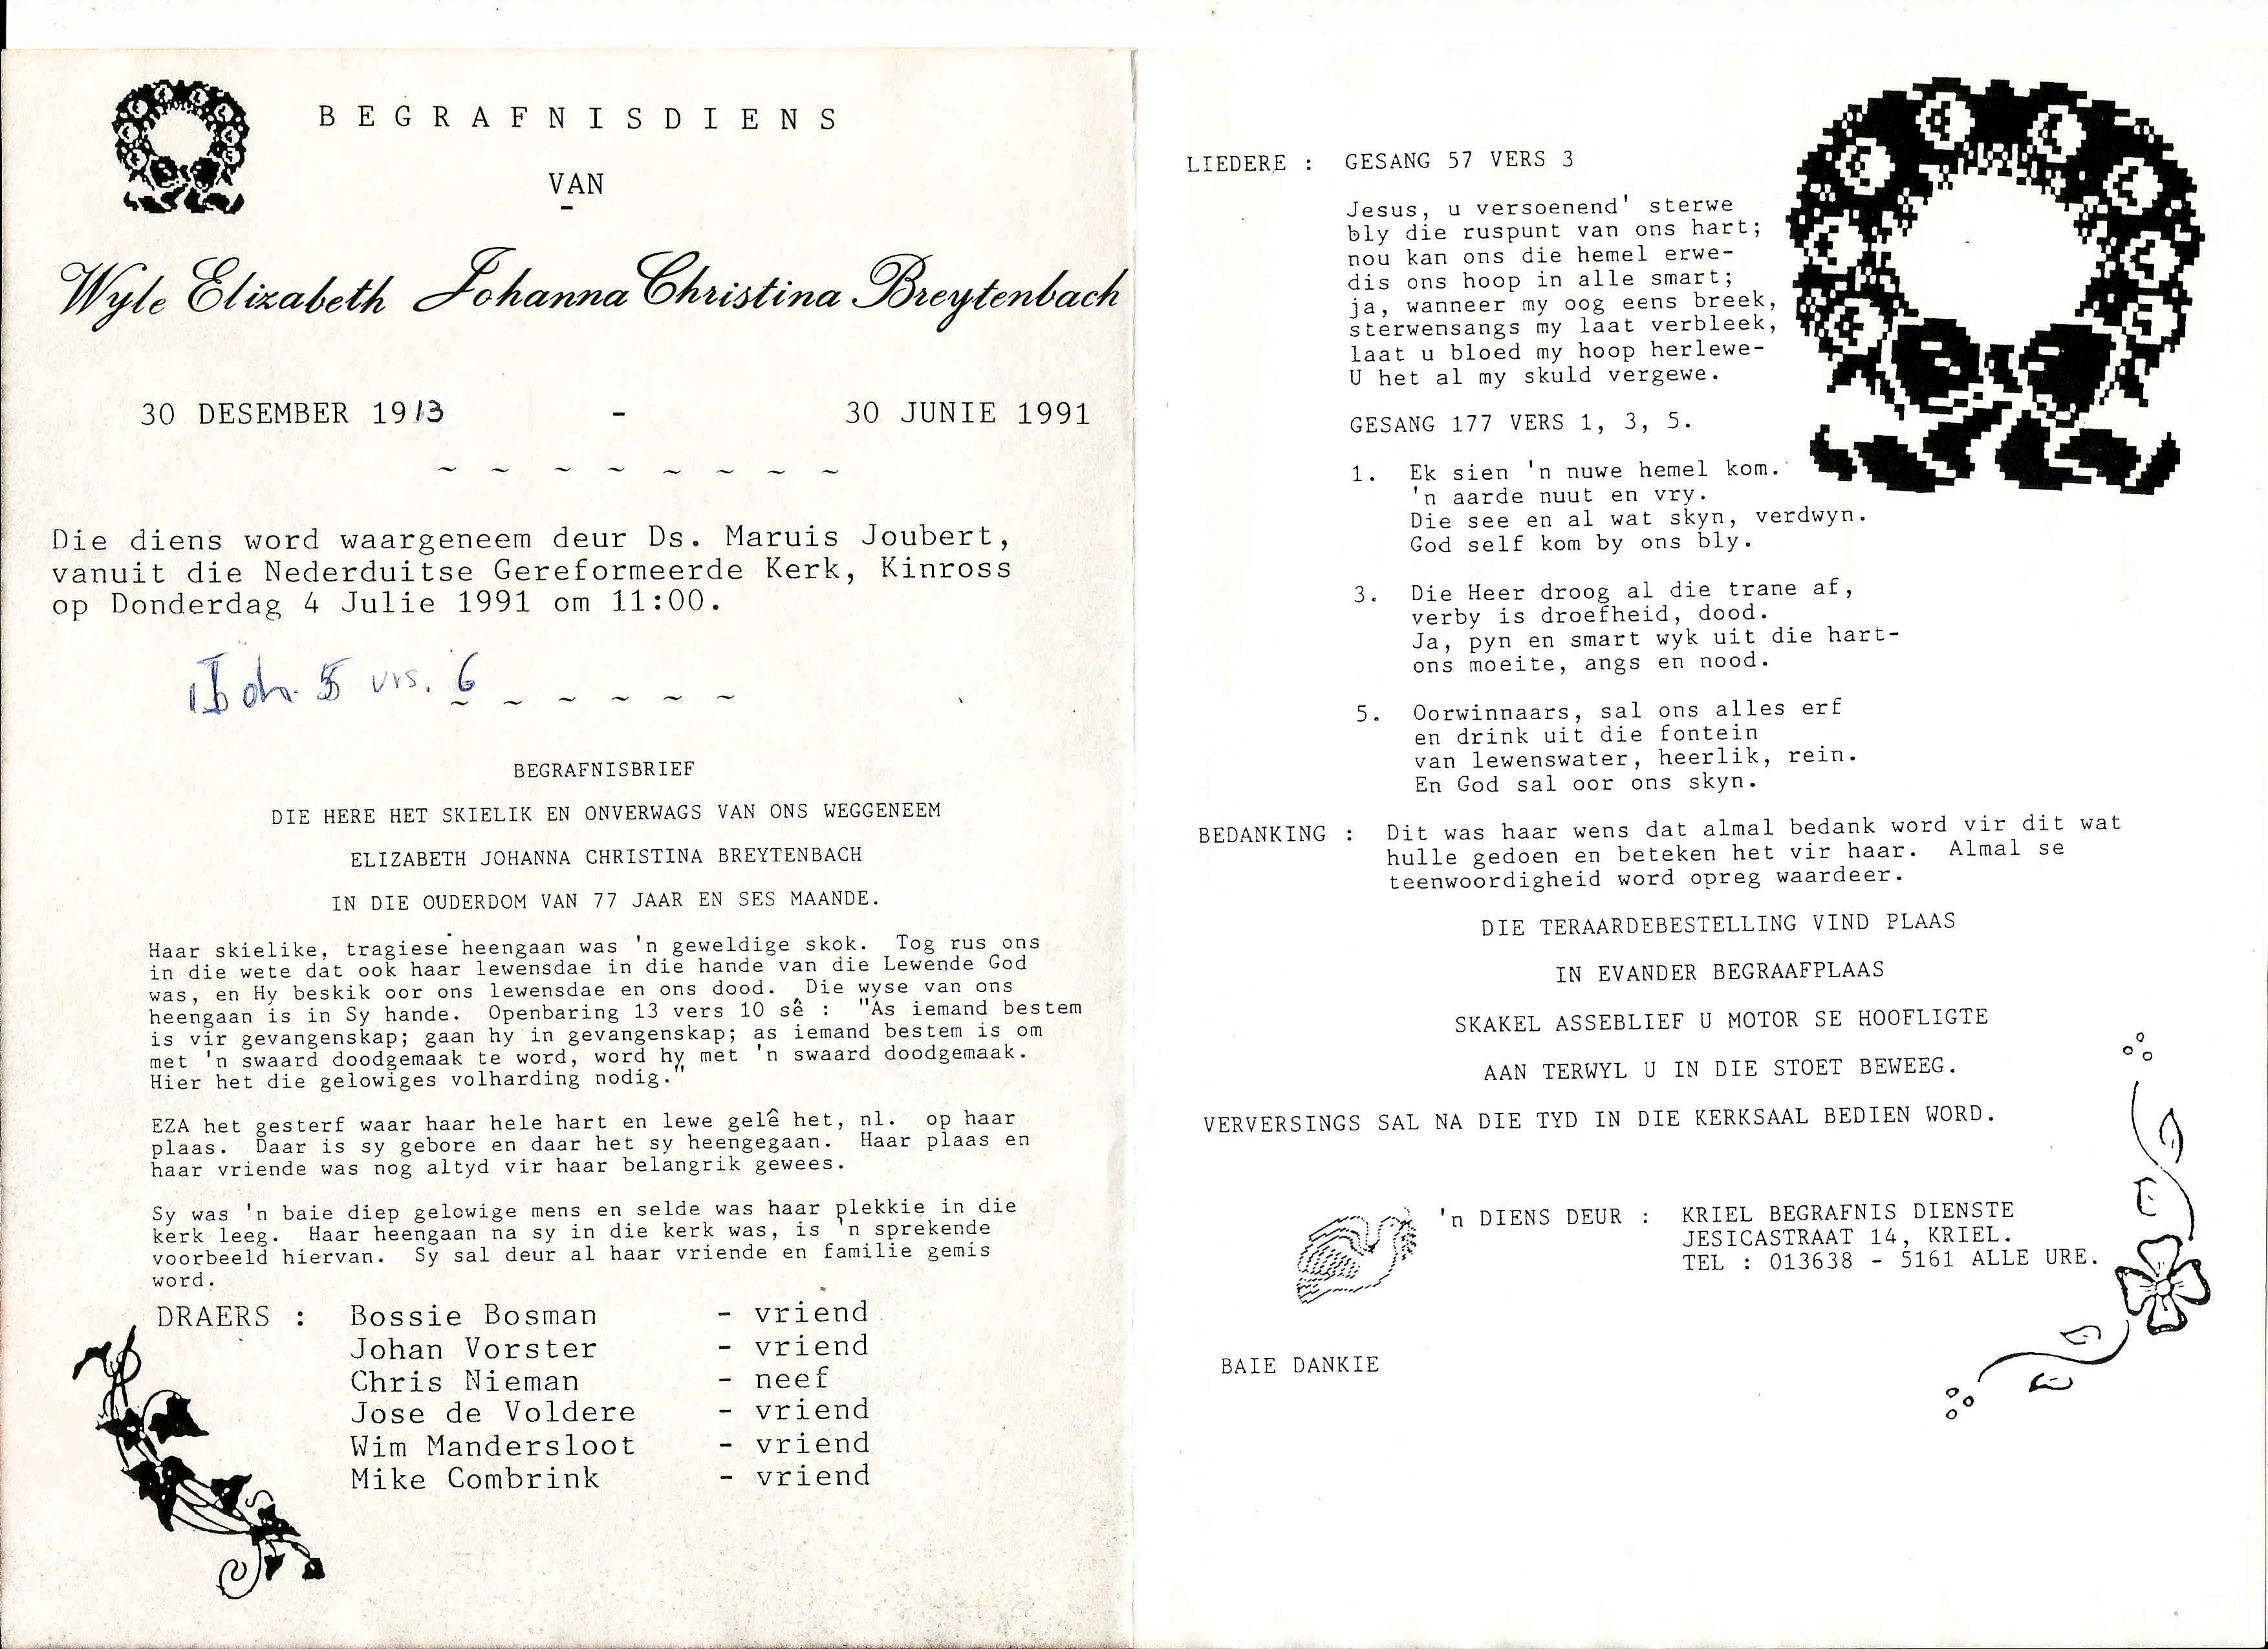 B E G R A F N I S D I E N S
VAN
Wyle Elizabeth Johanna Christina Breytenbach
30 DESEMBER 1913 - 30 JUNIE 1991
~ ~ ~ ~ ~ ~ ~ ~
Die diens word waargeneem deur Ds. Maruis Joubert,
vanuit die Nederduitse Gereformeerde Kerk, Kinross
op Donderdag 4 Julie 1991 om 11:00.
5 vrs. 6
~ ~ ~ ~ ~ ~
BEGRAFNISBRIEF
DIE HERE HET SKIELIK EN ONVERWAGS VAN ONS WEGGENEEM
ELIZABETH JOHANNA CHRISTINA BREYTENBACH
IN DIE OUDERDOM VAN 77 JAAR EN SES MAANDE.
Haar skielike, tragiese heengaan was 'n geweldige skok. Tog rus ons
in die wete dat ook haar lewensdae in die hande van die Lewende God
was, en Hy beskik oor ons lewensdae en ons dood. Die wyse van ons
heengaan is in Sy hande. Openbaring 13 vers 10 sê : "As iemand bestem
is vir gevangenskap; gaan hy in gevangenskap; as iemand bestem is om
met 'n swaard doodgemaak te word, word hy met 'n swaard doodgemaak.
Hier het die gelowiges volharding nodig."
EZA het gesterf waar haar hele hart en lewe gelê het, nl. op haar
plaas. Daar is sy gebore en daar het sy heengegaan. Haar plaas en
haar vriende was nog altyd vir haar belangrik gewees.
Sy was 'n baie diep gelowige mens en selde was haar plekkie in die
kerk leeg. Haar heengaan na sy in die kerk was, is 'n sprekende
voorbeeld hiervan. Sy sal deur al haar vriende en familie gemis
word.
DRAERS : Bossie Bosman - vriend
Johan Vorster - vriend
Chris Nieman - neef
Jose de Voldere - vriend
Wim Mandersloot - vriend
Mike Combrink - vriend
LIEDERE : GESANG 57 VERS 3
Jesus, u versoenend' sterwe
bly die ruspunt van ons hart;
nou kan ons die hemel erwe-
dis ons hoop in alle smart;
ja, wanneer my oog eens breek,
sterwensangs my laat verbleek,
laat u bloed my hoop herlewe-
U het al my skuld vergewe.
GESANG 177 VERS 1, 3, 5.
1. Ek sien 'n nuwe hemel kom.
'n aarde nuut en vry.
Die see en al wat skyn, verdwyn.
God self kom by ons bly.
3. Die Heer droog al die trane af,
verby is droefheid, dood.
Ja, pyn en smart wyk uit die hart-
ons moeite, angs en nood.
5. Oorwinnaars, sal ons alles erf
en drink uit die fontein
van lewenswater, heerlik, rein.
En God sal oor ons skyn.
BEDANKING : Dit was haar wens dat almal bedank word vir dit wat
hulle gedoen en beteken het vir haar. Almal se
teenwoordigheid word opreg waardeer.
DIE TERAARDEBESTELLING VIND PLAAS
IN EVANDER BEGRAAFPLAAS
SKAKEL ASSEBLIEF U MOTOR SE HOOFLIGTE
AAN TERWYL U IN DIE STOET BEWEEG.
VERVERSINGS SAL NA DIE TYD IN DIE KERKSAAL BEDIEN WORD.
'n DIENS DEUR : KRIEL BEGRAFNIS DIENSTE
JESICASTRAAT 14, KRIEL.
TEL : 013638 - 5161 ALLE URE.
BAIE DANKIE